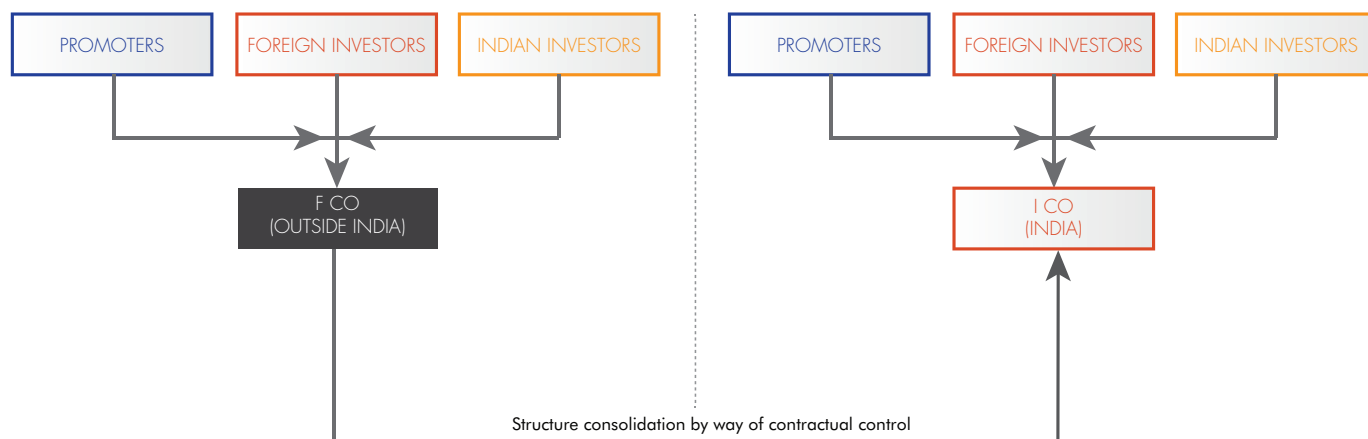 PROMOTERS
FOREIGN INVESTORS
INDIAN INVESTORS
F CO
(OUTSIDE INDIA)
PROMOTERS
FOREIGN INVESTORS
INDIAN INVESTORS
I CO
(INDIA)
Structure consolidation by way of contractual control